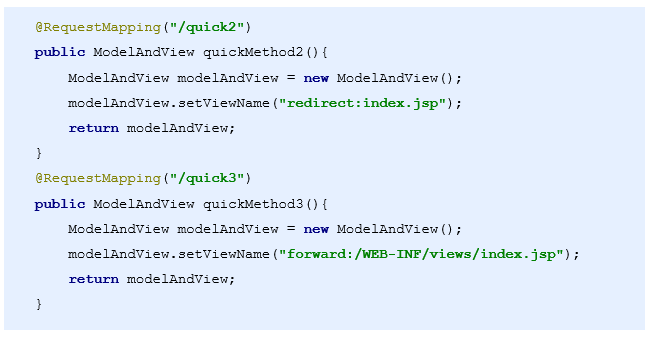 @RequestMapping("/quick2")
public ModelAndView quickMethod2(){
    ModelAndView modelAndView = new ModelAndView();
    modelAndView.setViewName("redirect:index.jsp");
    return modelAndView;
}
@RequestMapping("/quick3")
public ModelAndView quickMethod3(){
    ModelAndView modelAndView = new ModelAndView();
    modelAndView.setViewName("forward:/WEB-INF/views/index.jsp");
    return modelAndView;
}